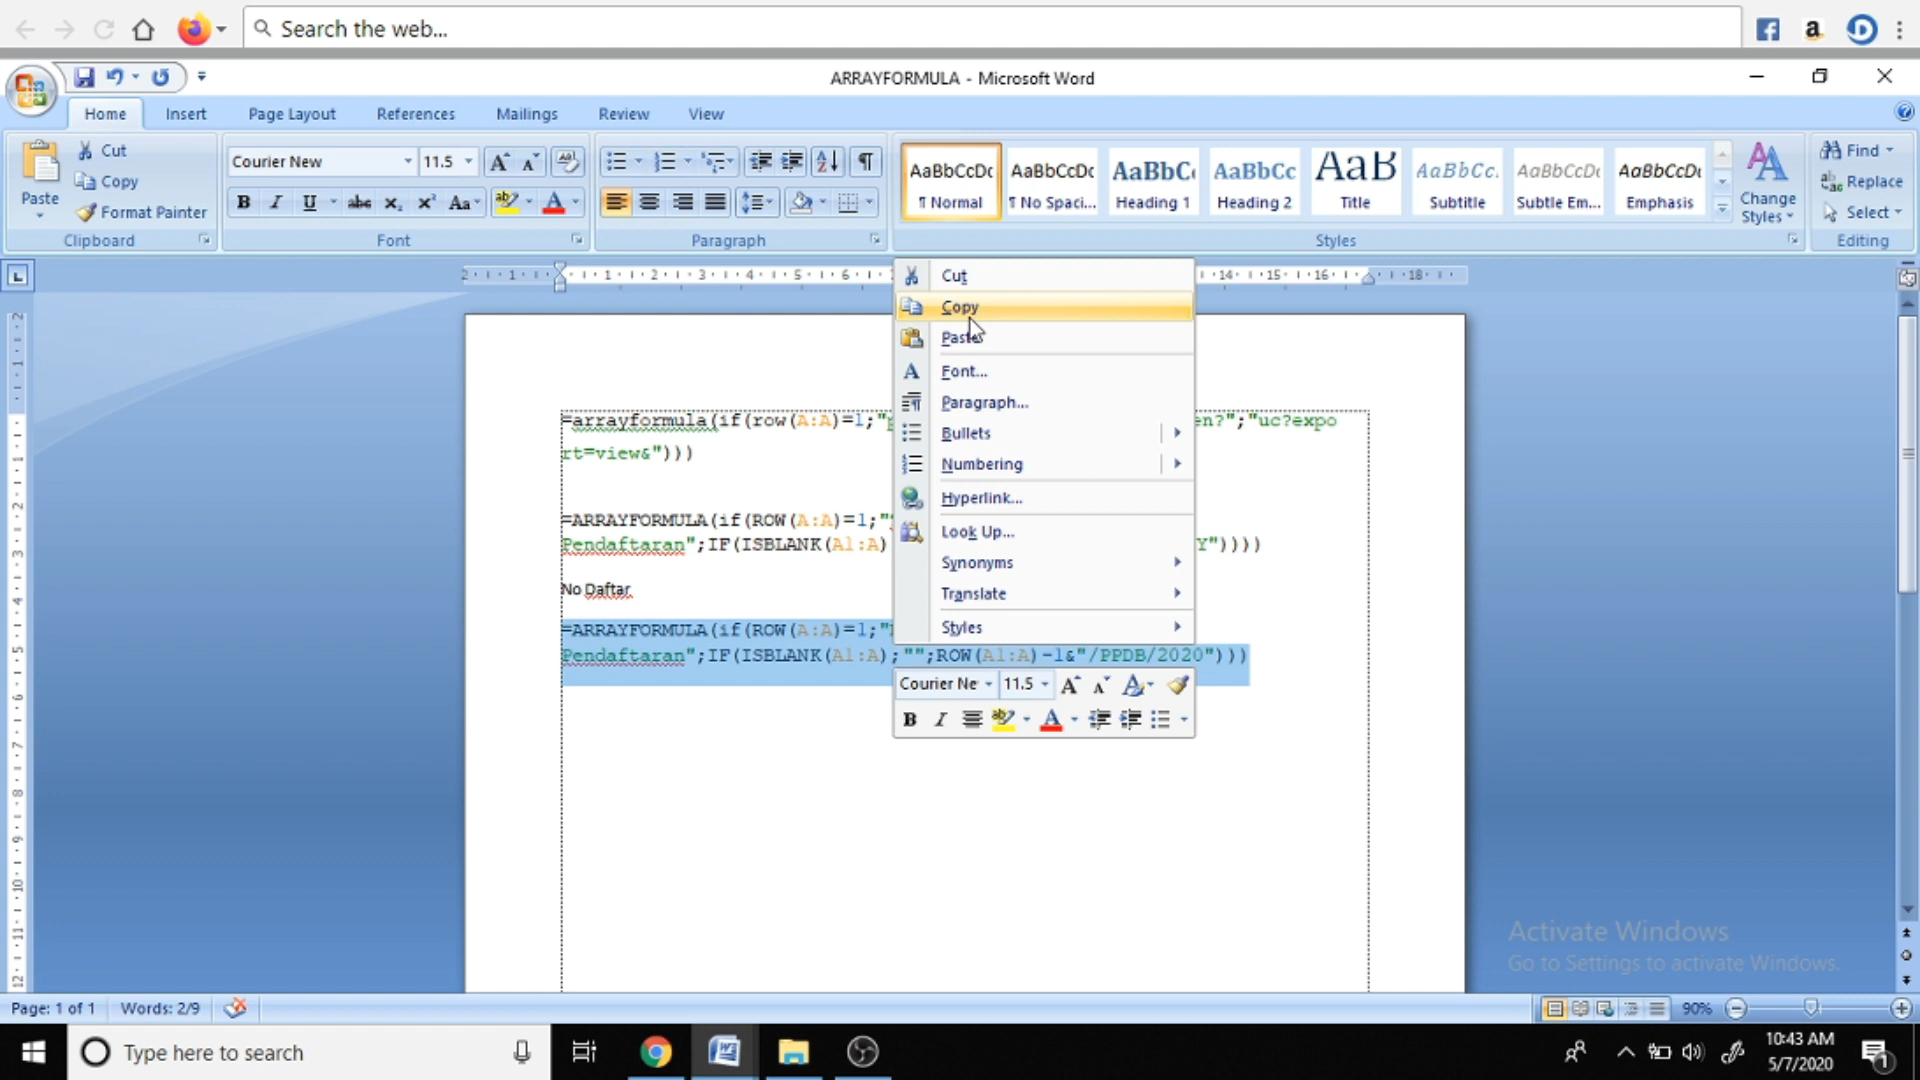 Search the web...
ARRAYFORMULA - Microsoft Word
Home Insert Page Layout References Mailings Review View
Paste
Cut
Copy
Format Painter
Clipboard
Courier New 11.5
Font
Paragraph
AaBbCcDc AaBbCcDc AaBbC AaBbCc AaB AaBbCc. AaBbCcDc AaBbCcDc
¶ Normal ¶ No Spaci... Heading 1 Heading 2 Title Subtitle Subtle Em... Emphasis
Styles
Change Styles
Find
Replace
Select
Editing
Cut
Copy
Paste
Font...
Paragraph...
Bullets
Numbering
Hyperlink...
Look Up...
Synonyms
Translate
Styles
=arrayformula(if(row(A:A)=1;" en?";"uc?expo
rt=view&")))
=ARRAYFORMULA(if(ROW(A:A)=1;"
Pendaftaran";IF(ISBLANK(A1:A) Y"))))
No Daftar
=ARRAYFORMULA(if(ROW(A:A)=1;"
Pendaftaran";IF(ISBLANK(A1:A);"";ROW(A1:A)-1&"/PPDB/2020")))
Courier Ne 11.5
Activate Windows
Go to Settings to activate Windows.
Page: 1 of 1 Words: 2/9 90%
Type here to search
10:43 AM
5/7/2020